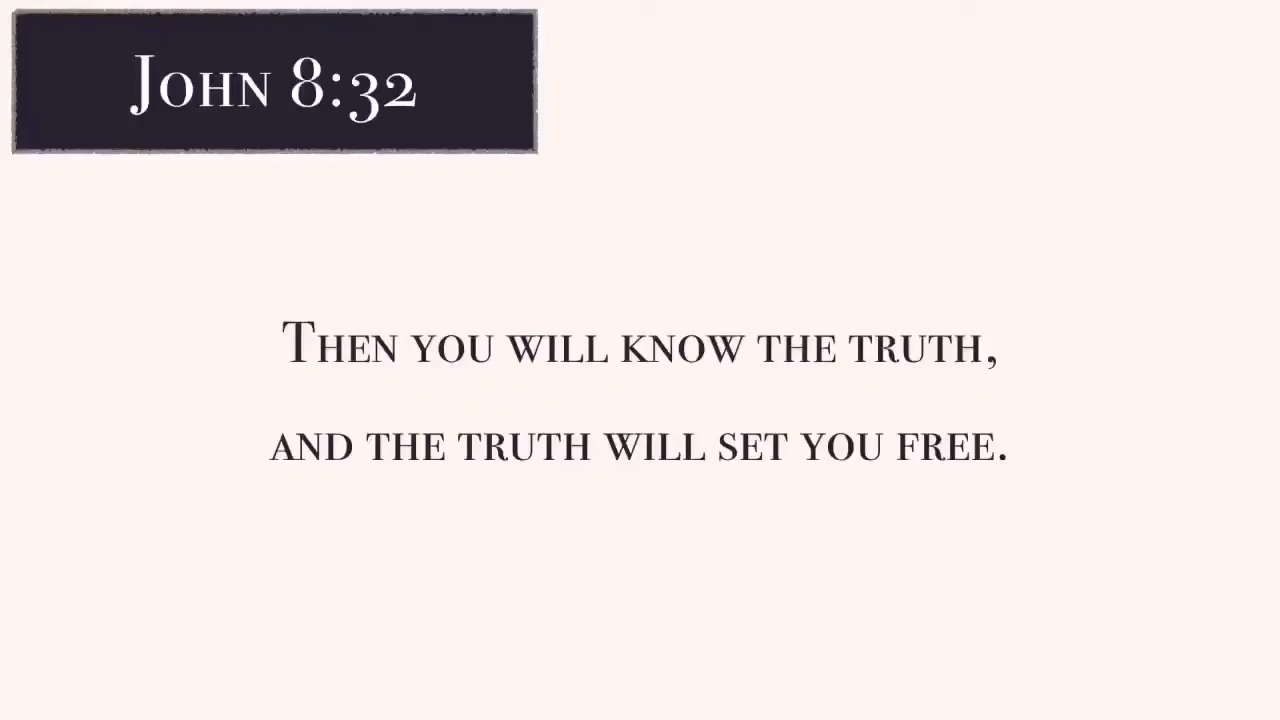 John 8:32
Then you will know the truth,
and the truth will set you free.